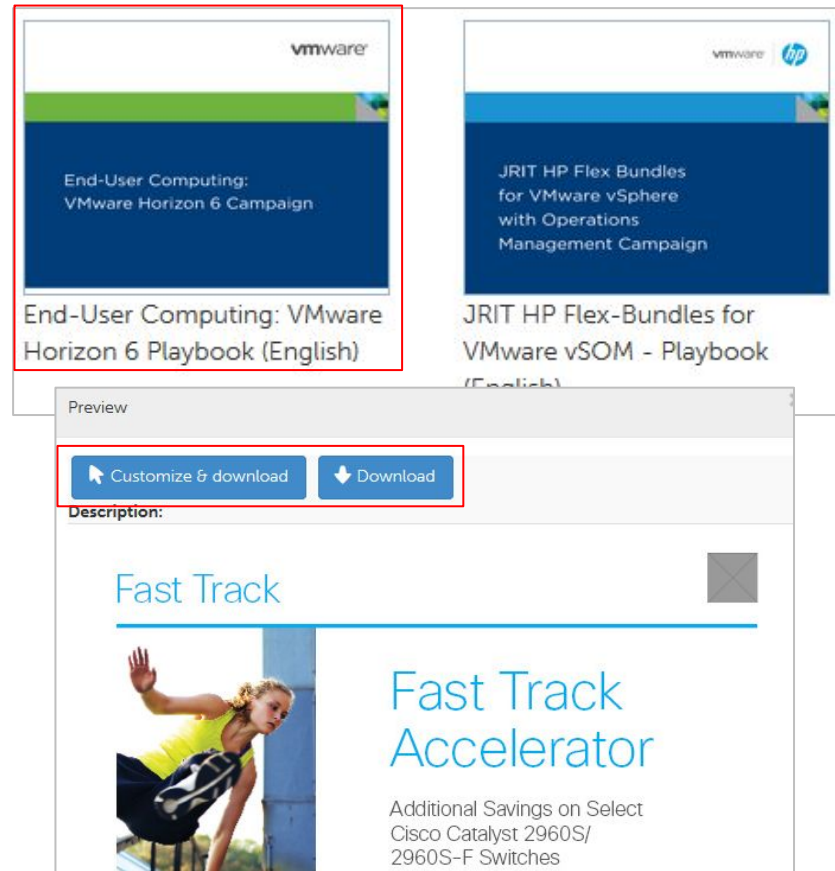 vmware
End-User Computing:
VMware Horizon 6 Campaign
End-User Computing: VMware
Horizon 6 Playbook (English)
vmware hp
JRIT HP Flex Bundles
for VMware vSphere
with Operations
Management Campaign
JRIT HP Flex-Bundles for
VMware vSOM - Playbook
(English)
Preview
Customize & download
Download
Description:
Fast Track
Fast Track
Accelerator
Additional Savings on Select
Cisco Catalyst 2960S/
2960S-F Switches